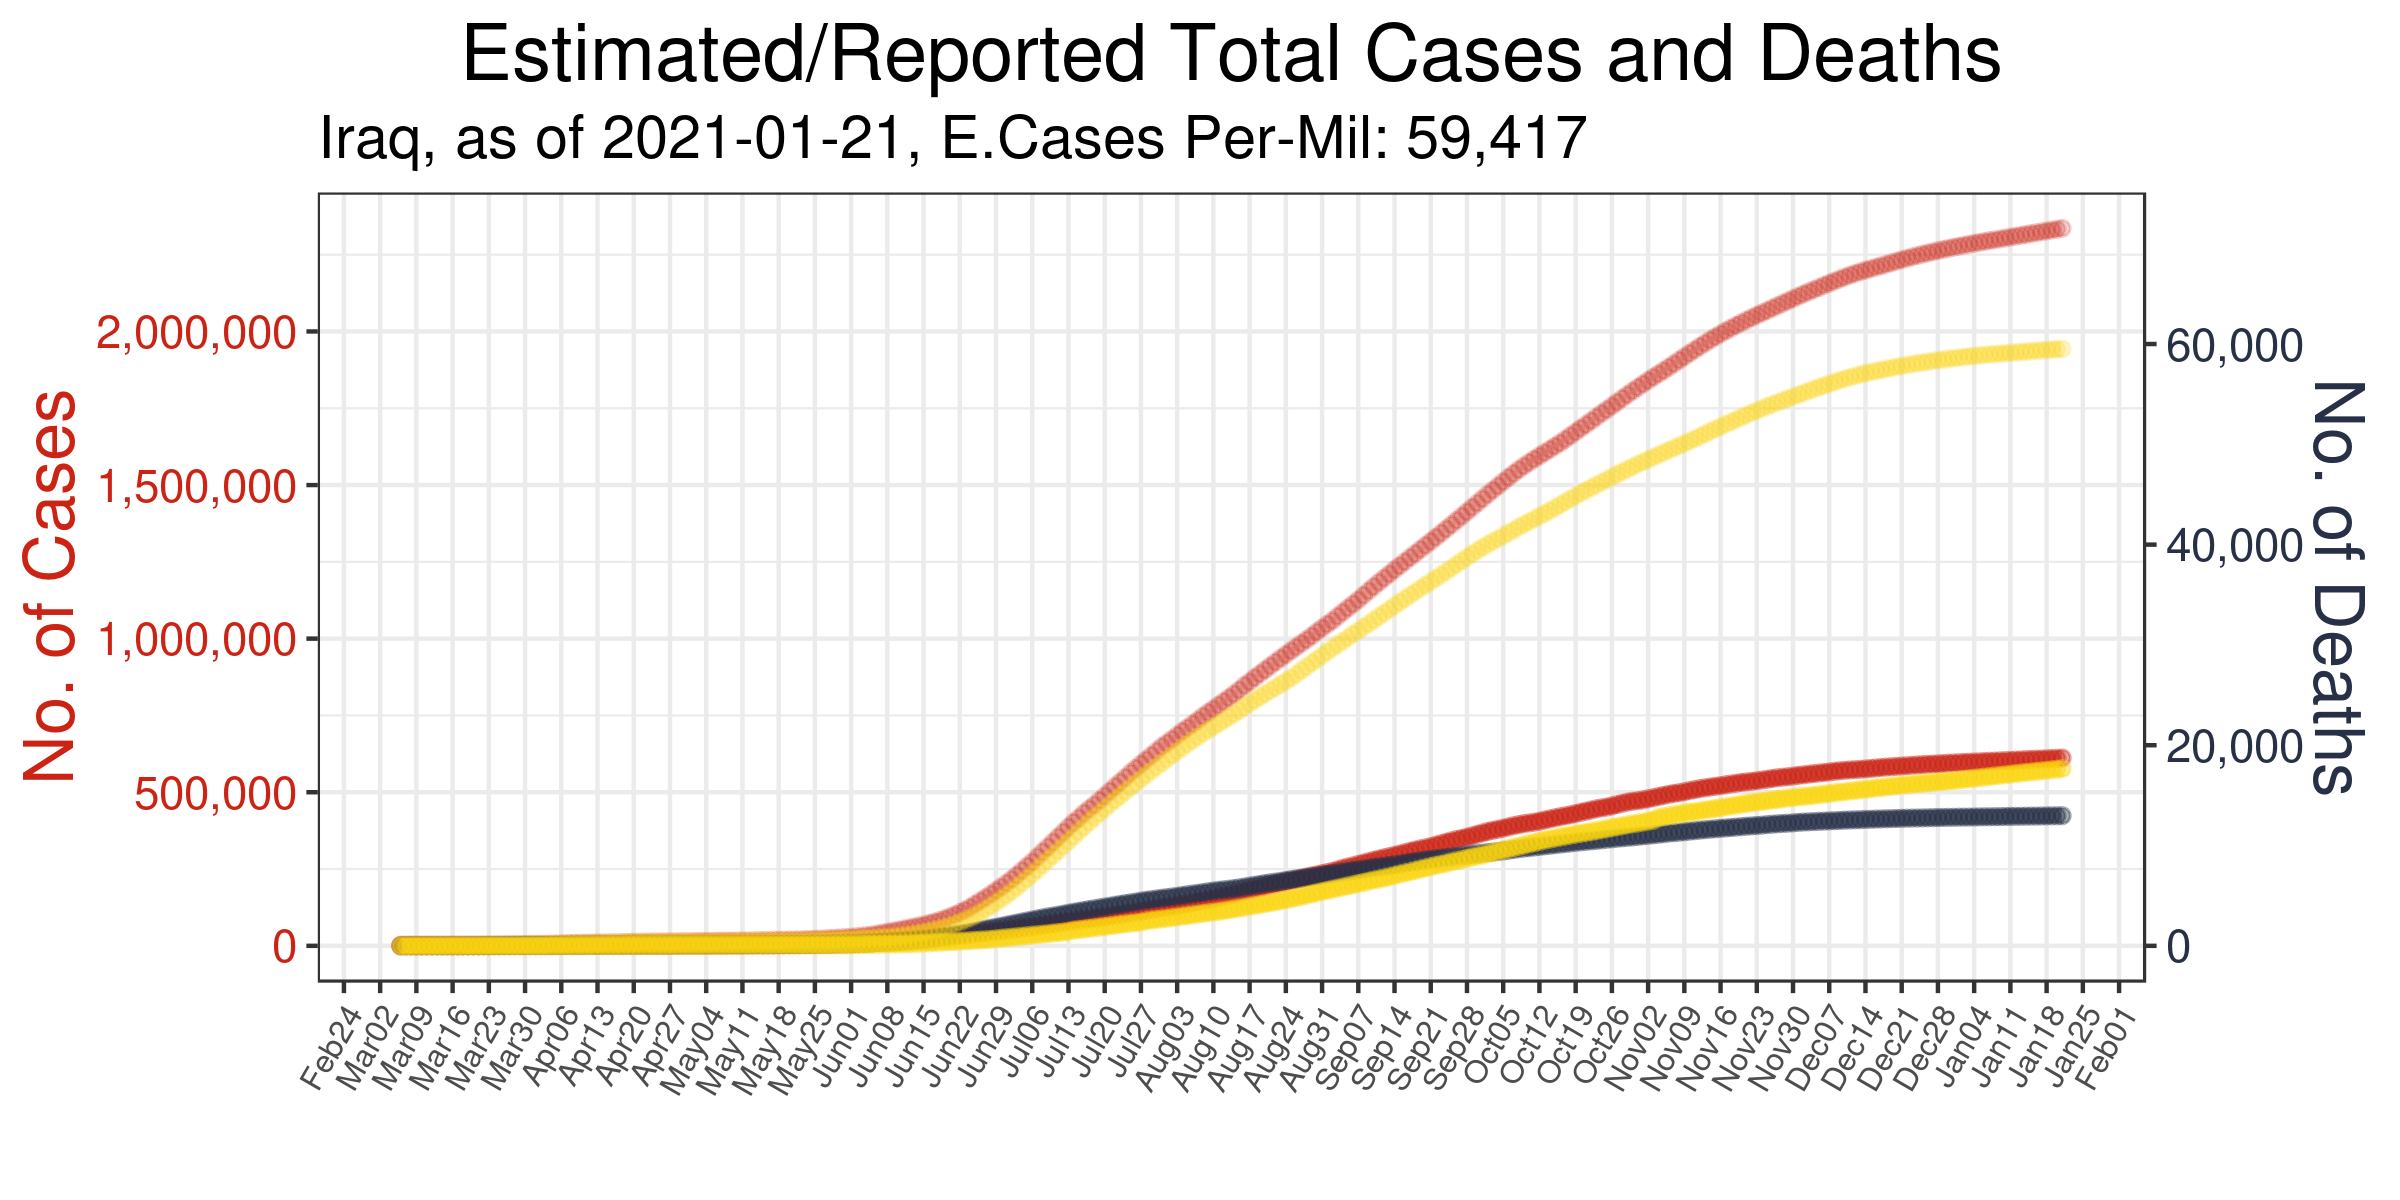 Estimated/Reported Total Cases and Deaths
Iraq, as of 2021-01-21, E.Cases Per-Mil: 59,417
No. of Cases
2,000,000
1,500,000
1,000,000
500,000
0
60,000
40,000
20,000
0
No. of Deaths
Feb24
Mar02
Mar09
Mar16
Mar23
Mar30
Apr06
Apr13
Apr20
Apr27
May04
May11
May18
May25
Jun01
Jun08
Jun15
Jun22
Jun29
Jul06
Jul13
Jul20
Jul27
Aug03
Aug10
Aug17
Aug24
Aug31
Sep07
Sep14
Sep21
Sep28
Oct05
Oct12
Oct19
Oct26
Nov02
Nov09
Nov16
Nov23
Nov30
Dec07
Dec14
Dec21
Dec28
Jan04
Jan11
Jan18
Jan25
Feb01